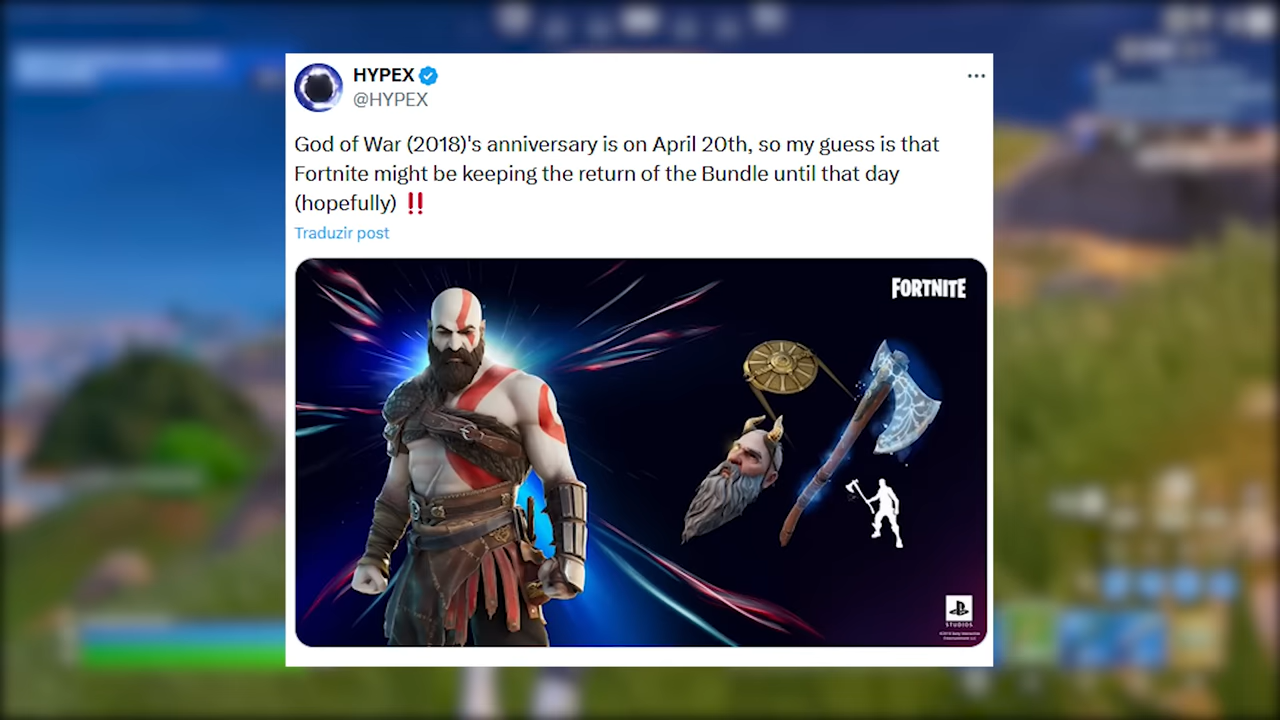 HYPEX
@HYPEX
God of War (2018)'s anniversary is on April 20th, so my guess is that
Fortnite might be keeping the return of the Bundle until that day
(hopefully) ‼️
Traduzir post
FORTNITE
STUDIOS